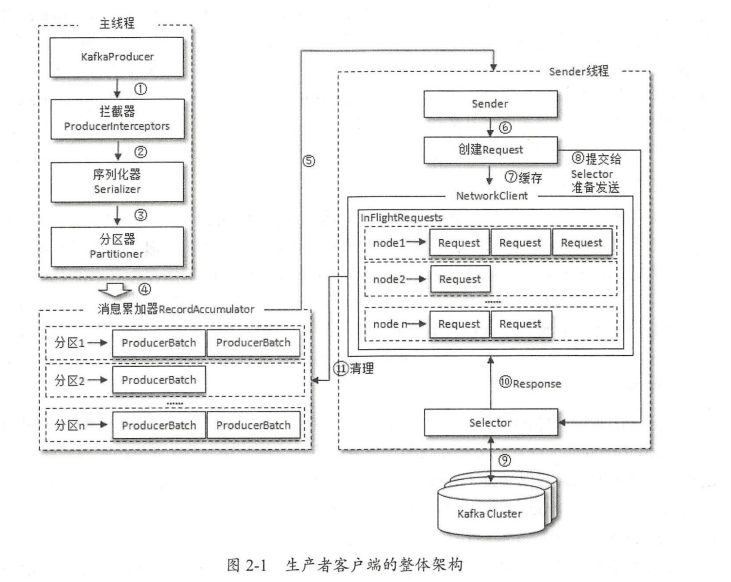 主线程
KafkaProducer
①
拦截器
ProducerInterceptors
②
序列化器
Serializer
③
分区器
Partitioner
④
消息累加器RecordAccumulator
分区1
ProducerBatch
ProducerBatch
分区2
ProducerBatch
......
分区n
ProducerBatch
ProducerBatch
⑤
Sender线程
Sender
⑥
创建Request
⑦缓存
⑧提交给
Selector
准备发送
NetworkClient
InFlightRequests
node1
Request
Request
Request
node2
Request
......
node n
Request
Request
⑪清理
⑩Response
Selector
⑨
Kafka Cluster
图 2-1 生产者客户端的整体架构